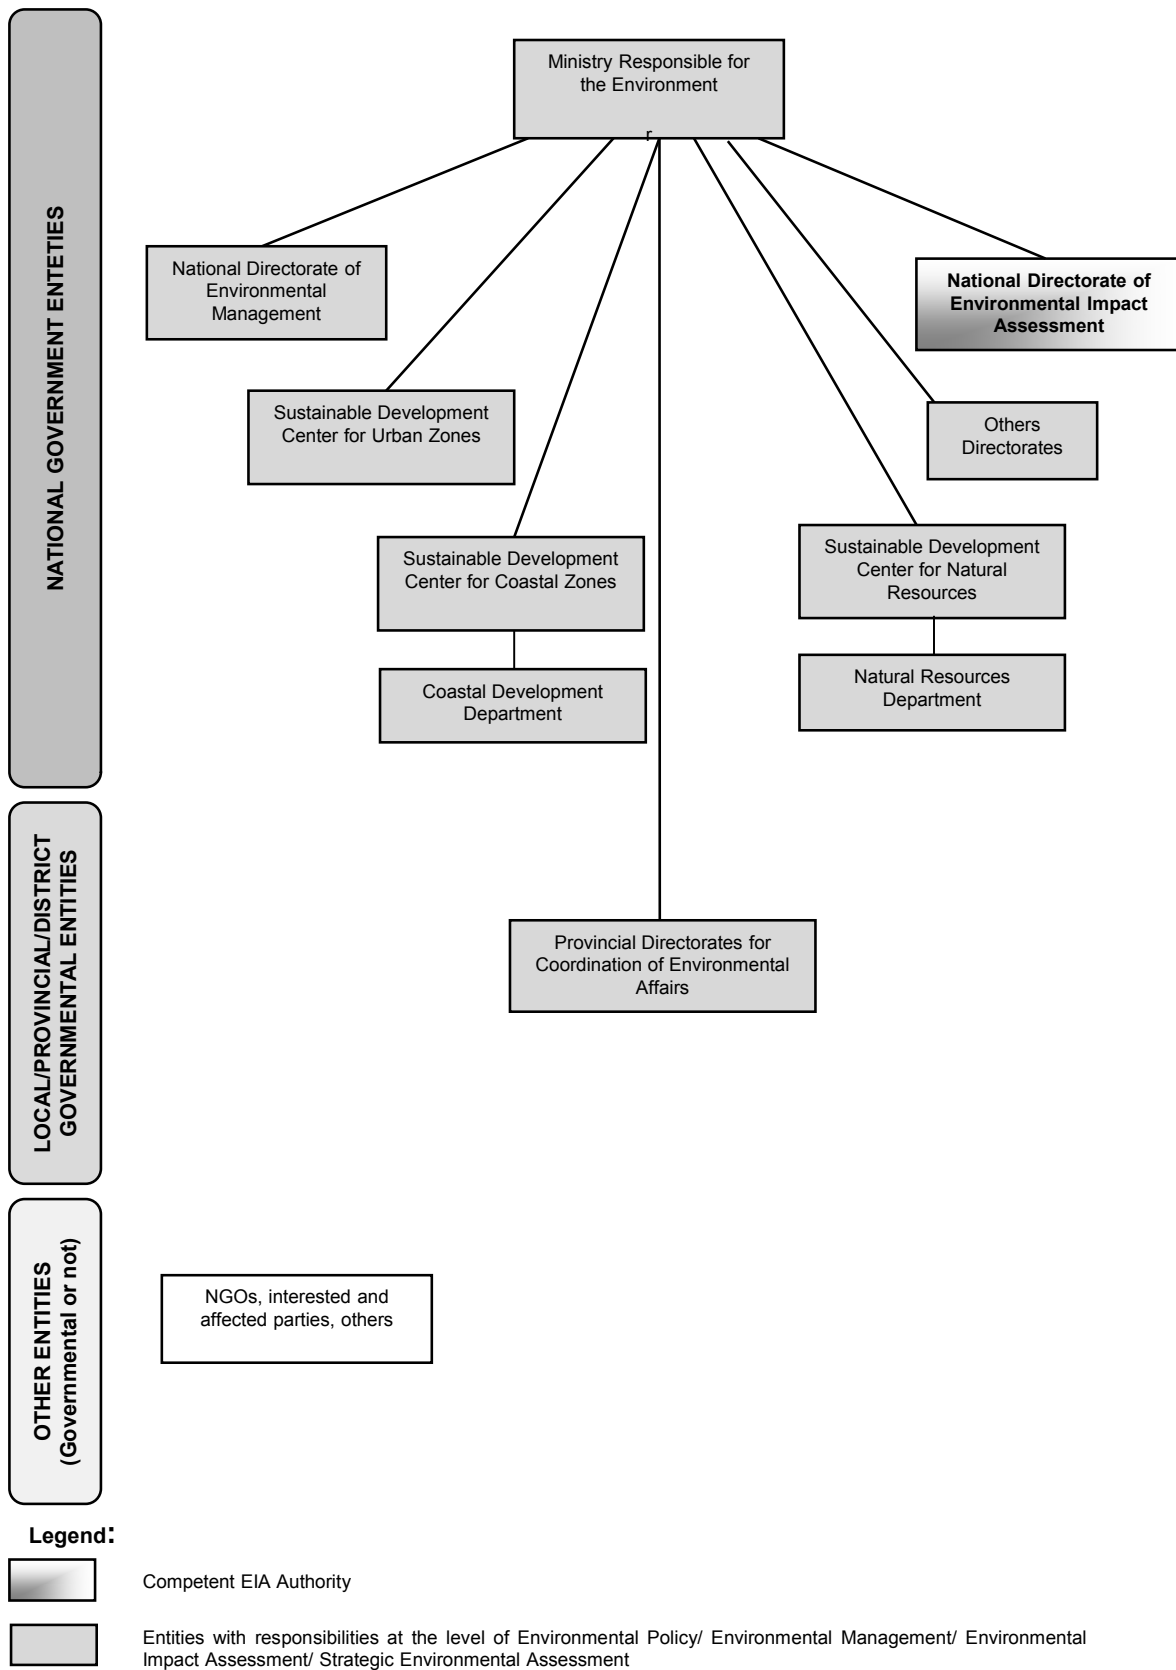 NATIONAL GOVERNMENT ENTETIES
Ministry Responsible for
the Environment
r
National Directorate of
Environmental
Management
National Directorate of
Environmental Impact
Assessment
Sustainable Development
Center for Urban Zones
Others
Directorates
Sustainable Development
Center for Coastal Zones
Sustainable Development
Center for Natural
Resources
Coastal Development
Department
Natural Resources
Department
LOCAL/PROVINCIAL/DISTRICT
GOVERNMENTAL ENTITIES
Provincial Directorates for
Coordination of Environmental
Affairs
OTHER ENTITIES
(Governmental or not)
NGOs, interested and
affected parties, others
Legend:
Competent EIA Authority
Entities with responsibilities at the level of Environmental Policy/ Environmental Management/ Environmental
Impact Assessment/ Strategic Environmental Assessment